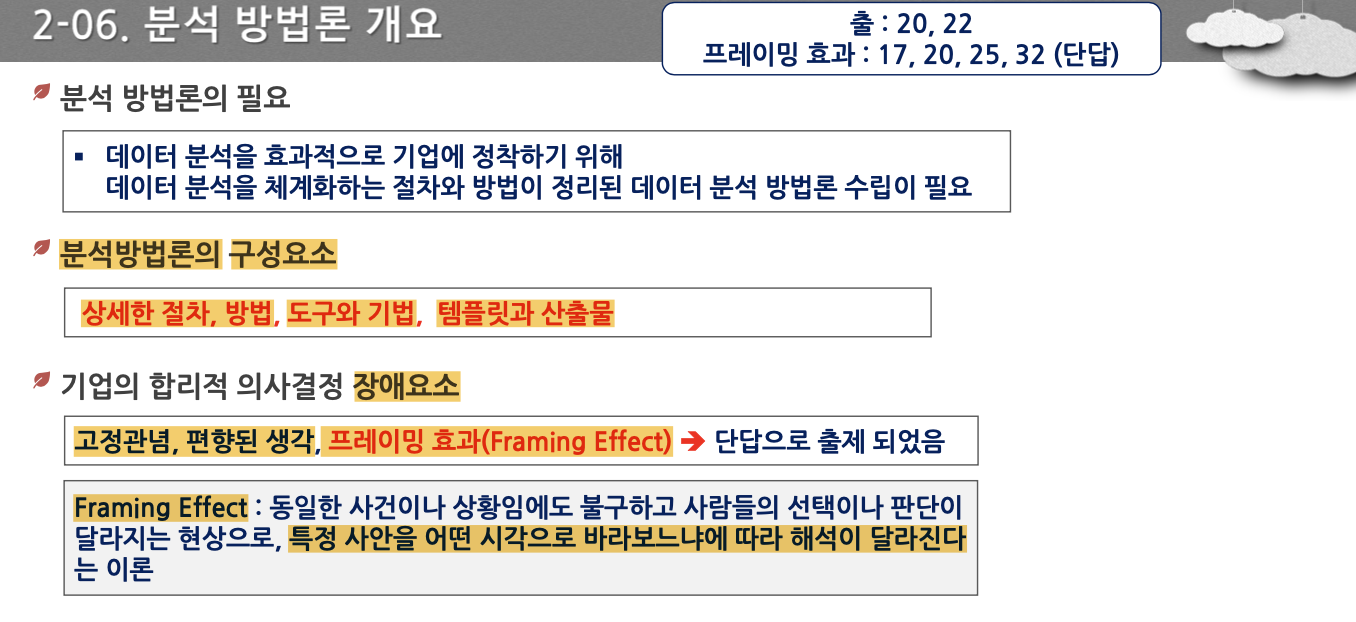 2-06. 분석 방법론 개요
출 : 20, 22
프레이밍 효과 : 17, 20, 25, 32 (단답)
분석 방법론의 필요
▪ 데이터 분석을 효과적으로 기업에 정착하기 위해
데이터 분석을 체계화하는 절차와 방법이 정리된 데이터 분석 방법론 수립이 필요
분석방법론의 구성요소
상세한 절차, 방법, 도구와 기법, 템플릿과 산출물
기업의 합리적 의사결정 장애요소
고정관념, 편향된 생각, 프레이밍 효과(Framing Effect) ➔ 단답으로 출제 되었음
Framing Effect : 동일한 사건이나 상황임에도 불구하고 사람들의 선택이나 판단이
달라지는 현상으로, 특정 사안을 어떤 시각으로 바라보느냐에 따라 해석이 달라진다
는 이론